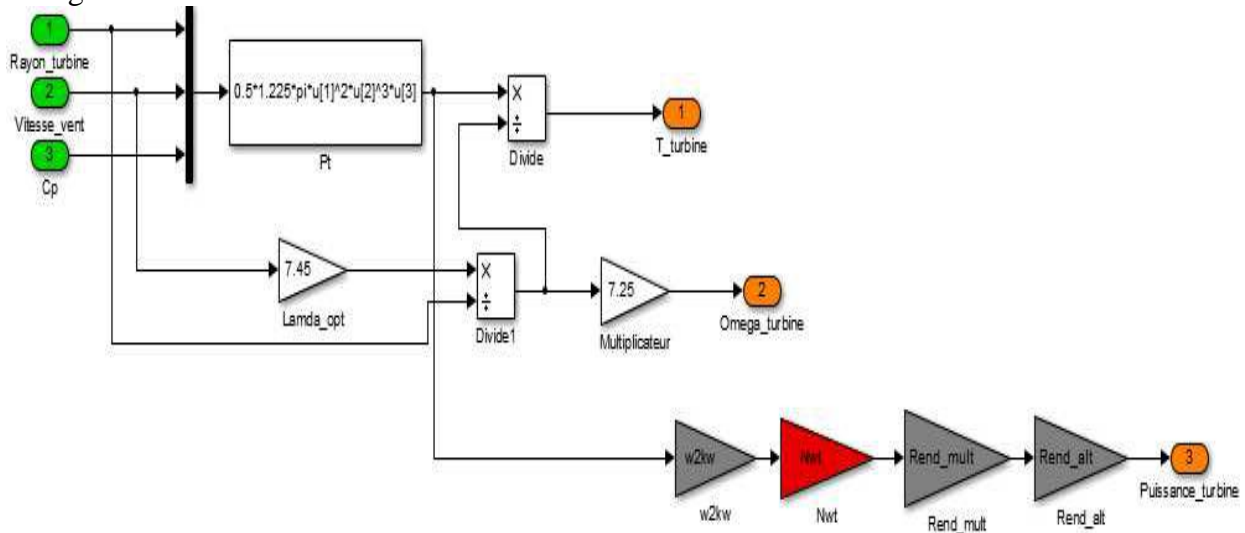 1
Rayon_turbine
2
Vitesse_vent
3
Cp
0.5*1.225*pi*u[1]^2*u[2]^3*u[3]
Pt
×
÷
Divide
1
T_turbine
7.45
Lamda_opt
×
÷
Divide1
7.25
Multiplicateur
2
Omega_turbine
w2kw
w2kw
Nwt
Nwt
Rend_mult
Rend_mult
Rend_alt
Rend_alt
3
Puissance_turbine